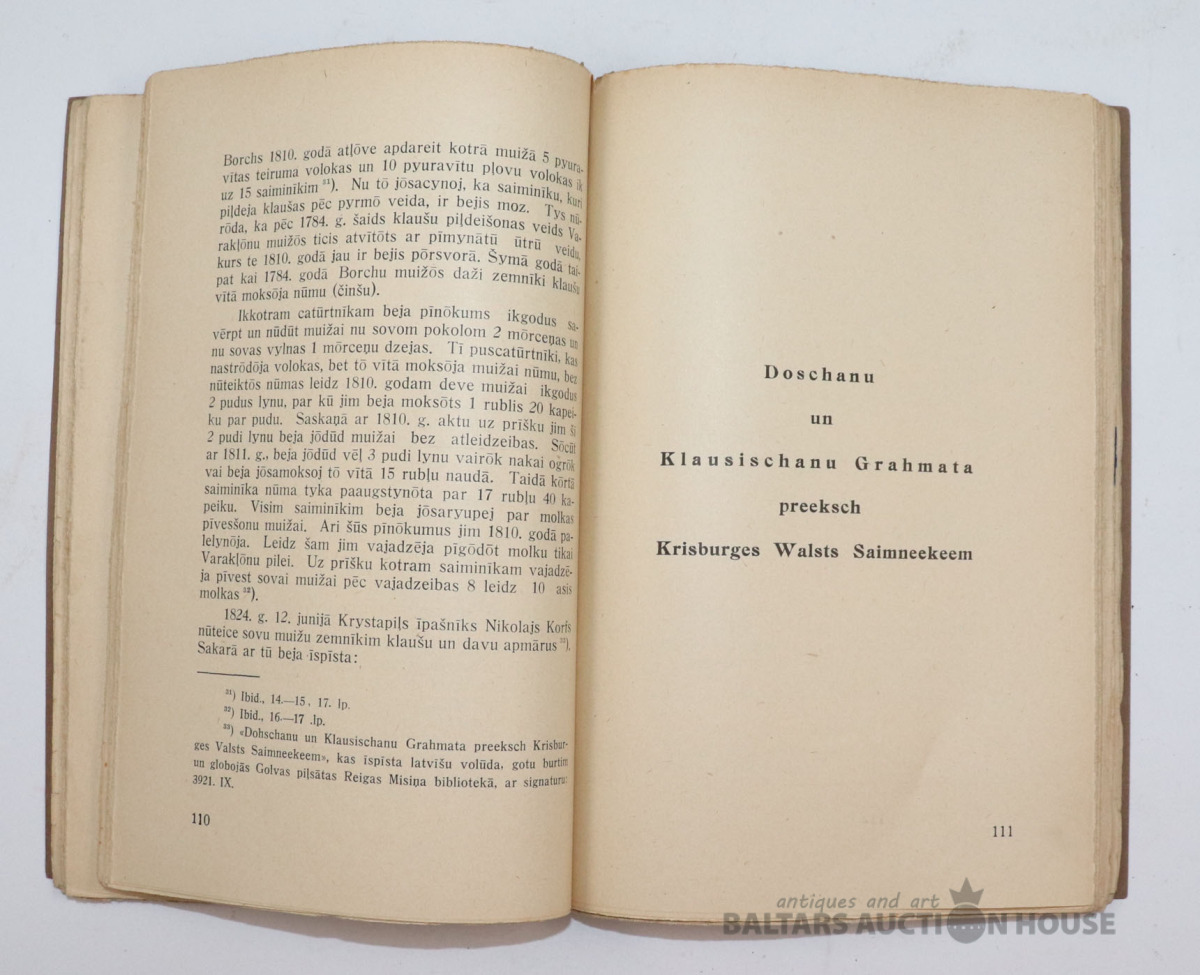 Borchs 1810. godā atļōve apdareit kotrā muižā 5 pyura-
vītas teiruma volokas un 10 pyuravītu pļovu volokas ik
uz 15 saiminīkim ³¹). Nu tō jōsacynoj, ka saiminīku, kuri
piļdeja klaušas pēc pyrmō veida, ir bejis moz. Tys nū-
rōda, ka pēc 1784. g. šaids klaušu piļdeišonas veids Va-
rakļōnu muižōs ticis atvītōts ar pīmynātū ūtrū veidu,
kurs te 1810. godā jau ir bejis pōrsvorā. Šymā godā tai-
pat kai 1784. godā Borchu muižōs daži zemnīki klaušu
vītā moksōja nūmu (činšu).
Ikkotram catūrtnīkam beja pīnōkums ikgodus sa-
vērpt un nūdūt muižai nu sovom pokolom 2 mōrceņas un
nu sovas vylnas 1 mōrceņu dzejas. Tī puscatūrtnīki, kas
nastrōdōja volokas, bet tō vītā moksōja muižai nūmu, bez
nūteiktōs nūmas leidz 1810. godam deve muižai ikgodus
2 pudus lynu, par kū jim beja moksōts 1 rublis 20 kapei-
ku par pudu. Saskaņā ar 1810. g. aktu uz prīšku jim šī
2 pudi lynu beja jōdūd muižai bez atleidzeibas. Sōcūt
ar 1811. g., beja jōdūd vēļ 3 pudi lynu vairōk nakai ogrōk
vai beja jōsamoksoj tō vītā 15 rubļu naudā. Taidā kōrtā
saiminīka nūma tyka paaugstynōta par 17 rubļu 40 ka-
peiku. Visim saiminīkim beja jōsaryupej par molkas
pīvesšonu muižai. Ari šūs pīnōkumus jim 1810. godā pa-
lelynōja. Leidz šam jim vajadzēja pīgōdōt molku tikai
Varakļōnu pilei. Uz prīšku kotram saiminīkam vajadzē-
ja pīvest sovai muižai pēc vajadzeibas 8 leidz 10 asis
molkas ³²).
1824. g. 12. junijā Krystapiļs īpašnīks Nikolajs Korfs
nūteice sovu muižu zemnīkim klaušu un davu apmārus ³³).
Sakarā ar tū beja īspīsta:
³¹) Ibid., 14.—15, 17. lp.
³²) Ibid., 16.—17 .lp.
³³) «Dohschanu un Klausischanu Grahmata preeksch Krisbur-
ges Valsts Saimneekeem», kas īspīsta latvīšu volūda, gotu burtim
un globojās Golvas piļsātas Reigas Misiņa bibliotekā, ar signaturu:
3921. IX.
110
Doschanu
un
Klausischanu Grahmata
preeksch
Krisburges Walsts Saimneekeem
111
antiques and art
BALTARS AUCTION HOUSE